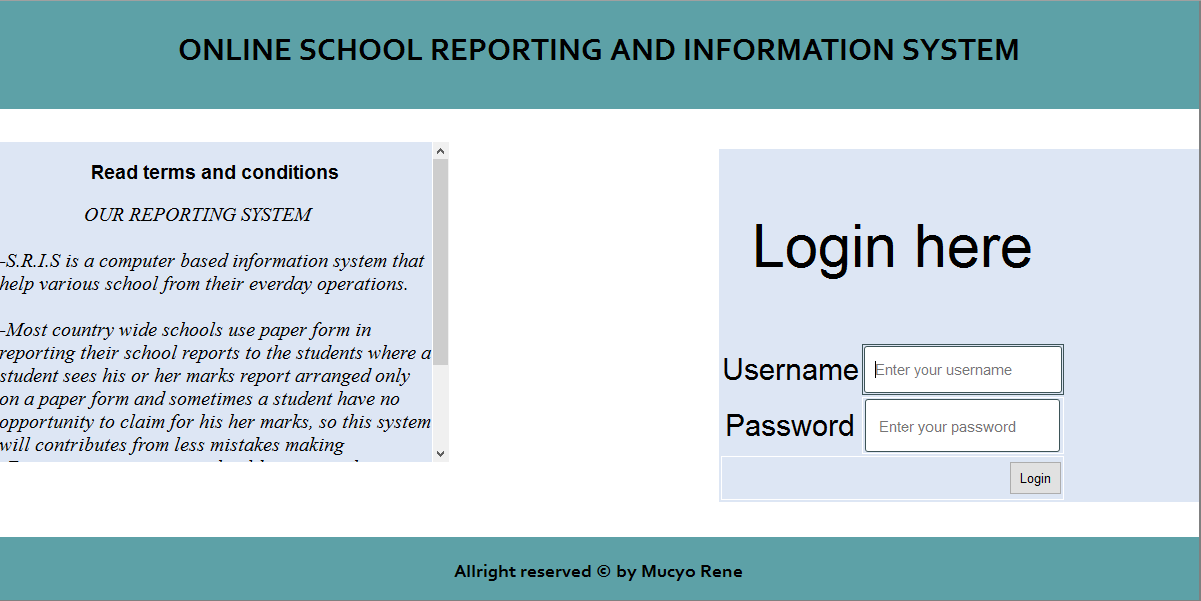 ONLINE SCHOOL REPORTING AND INFORMATION SYSTEM
Read terms and conditions
OUR REPORTING SYSTEM
-S.R.I.S is a computer based information system that
help various school from their everday operations.
-Most country wide schools use paper form in
reporting their school reports to the students where a
student sees his or her marks report arranged only
on a paper form and sometimes a student have no
opportunity to claim for his her marks, so this system
will contributes from less mistakes making
Login here
Username
Enter your username
Password
Enter your password
Login
Allright reserved © by Mucyo Rene